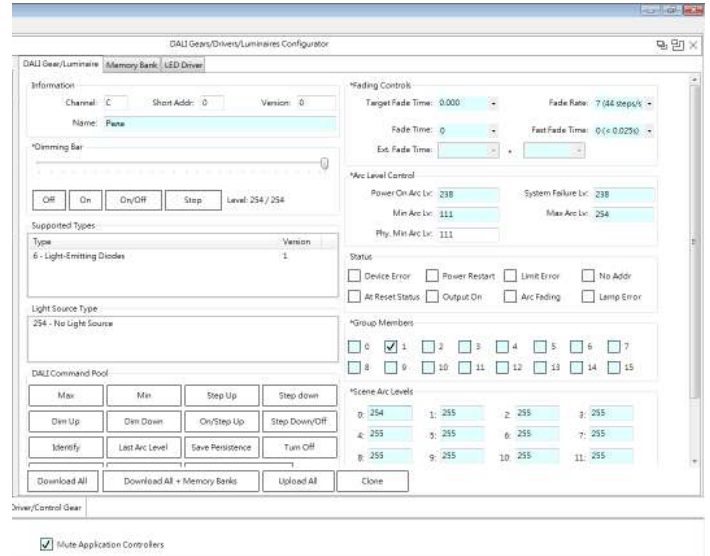 DALI Gears/Drivers/Luminaires Configurator
DALI Gear/Luminaire Memory Bank LED Driver
Information
Channel: C Short Addr: 0 Version: 0
Name: Реле
*Dimming Bar
Off On On/Off Stop Level: 254 / 254
Supported Types
Type Version
6 - Light-Emitting Diodes 1
Light Source Type
254 - No Light Source
DALI Command Pool
Max Min Step Up Step down
Dim Up Dim Down On/Step Up Step Down/Off
Identify Last Arc Level Save Persistence Turn Off
*Fading Controls
Target Fade Time: 0.000 Fade Rate: 7 (44 steps/s
Fade Time: 0 Fast Fade Time: 0 (< 0.025s)
Ext. Fade Time: *
*Arc Level Control
Power On Arc Lv: 238 System Failure Lv: 238
Min Arc Lv: 111 Max Arc Lv: 254
Phy. Min Arc Lv: 111
Status
Device Error Power Restart Limit Error No Addr
At Reset Status Output On Arc Fading Lamp Error
*Group Members
0 1 2 3 4 5 6 7
8 9 10 11 12 13 14 15
*Scene Arc Levels
0: 254 1: 255 2: 255 3: 255
4: 255 5: 255 6: 255 7: 255
8: 255 9: 255 10: 255 11: 255
Download All Download All + Memory Banks Upload All Clone
Driver/Control Gear
Mute Application Controllers